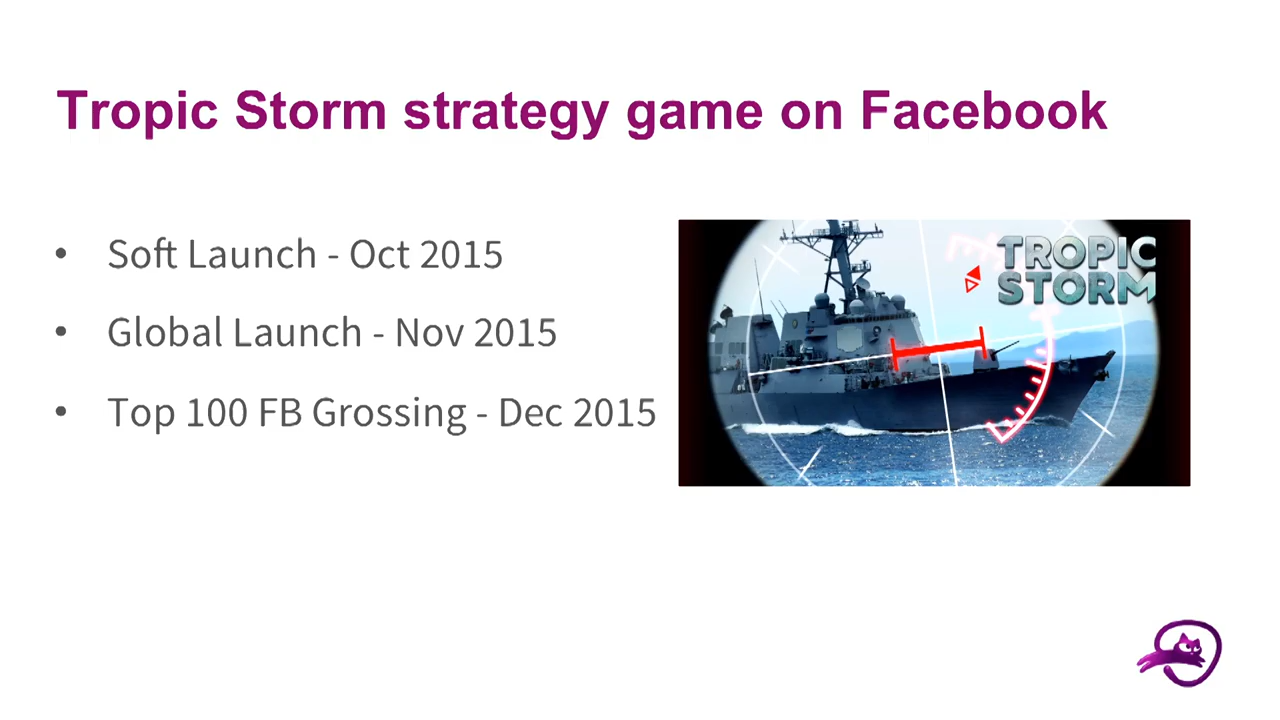 Tropic Storm strategy game on Facebook
• Soft Launch - Oct 2015
• Global Launch - Nov 2015
• Top 100 FB Grossing - Dec 2015
TROPIC
STORM